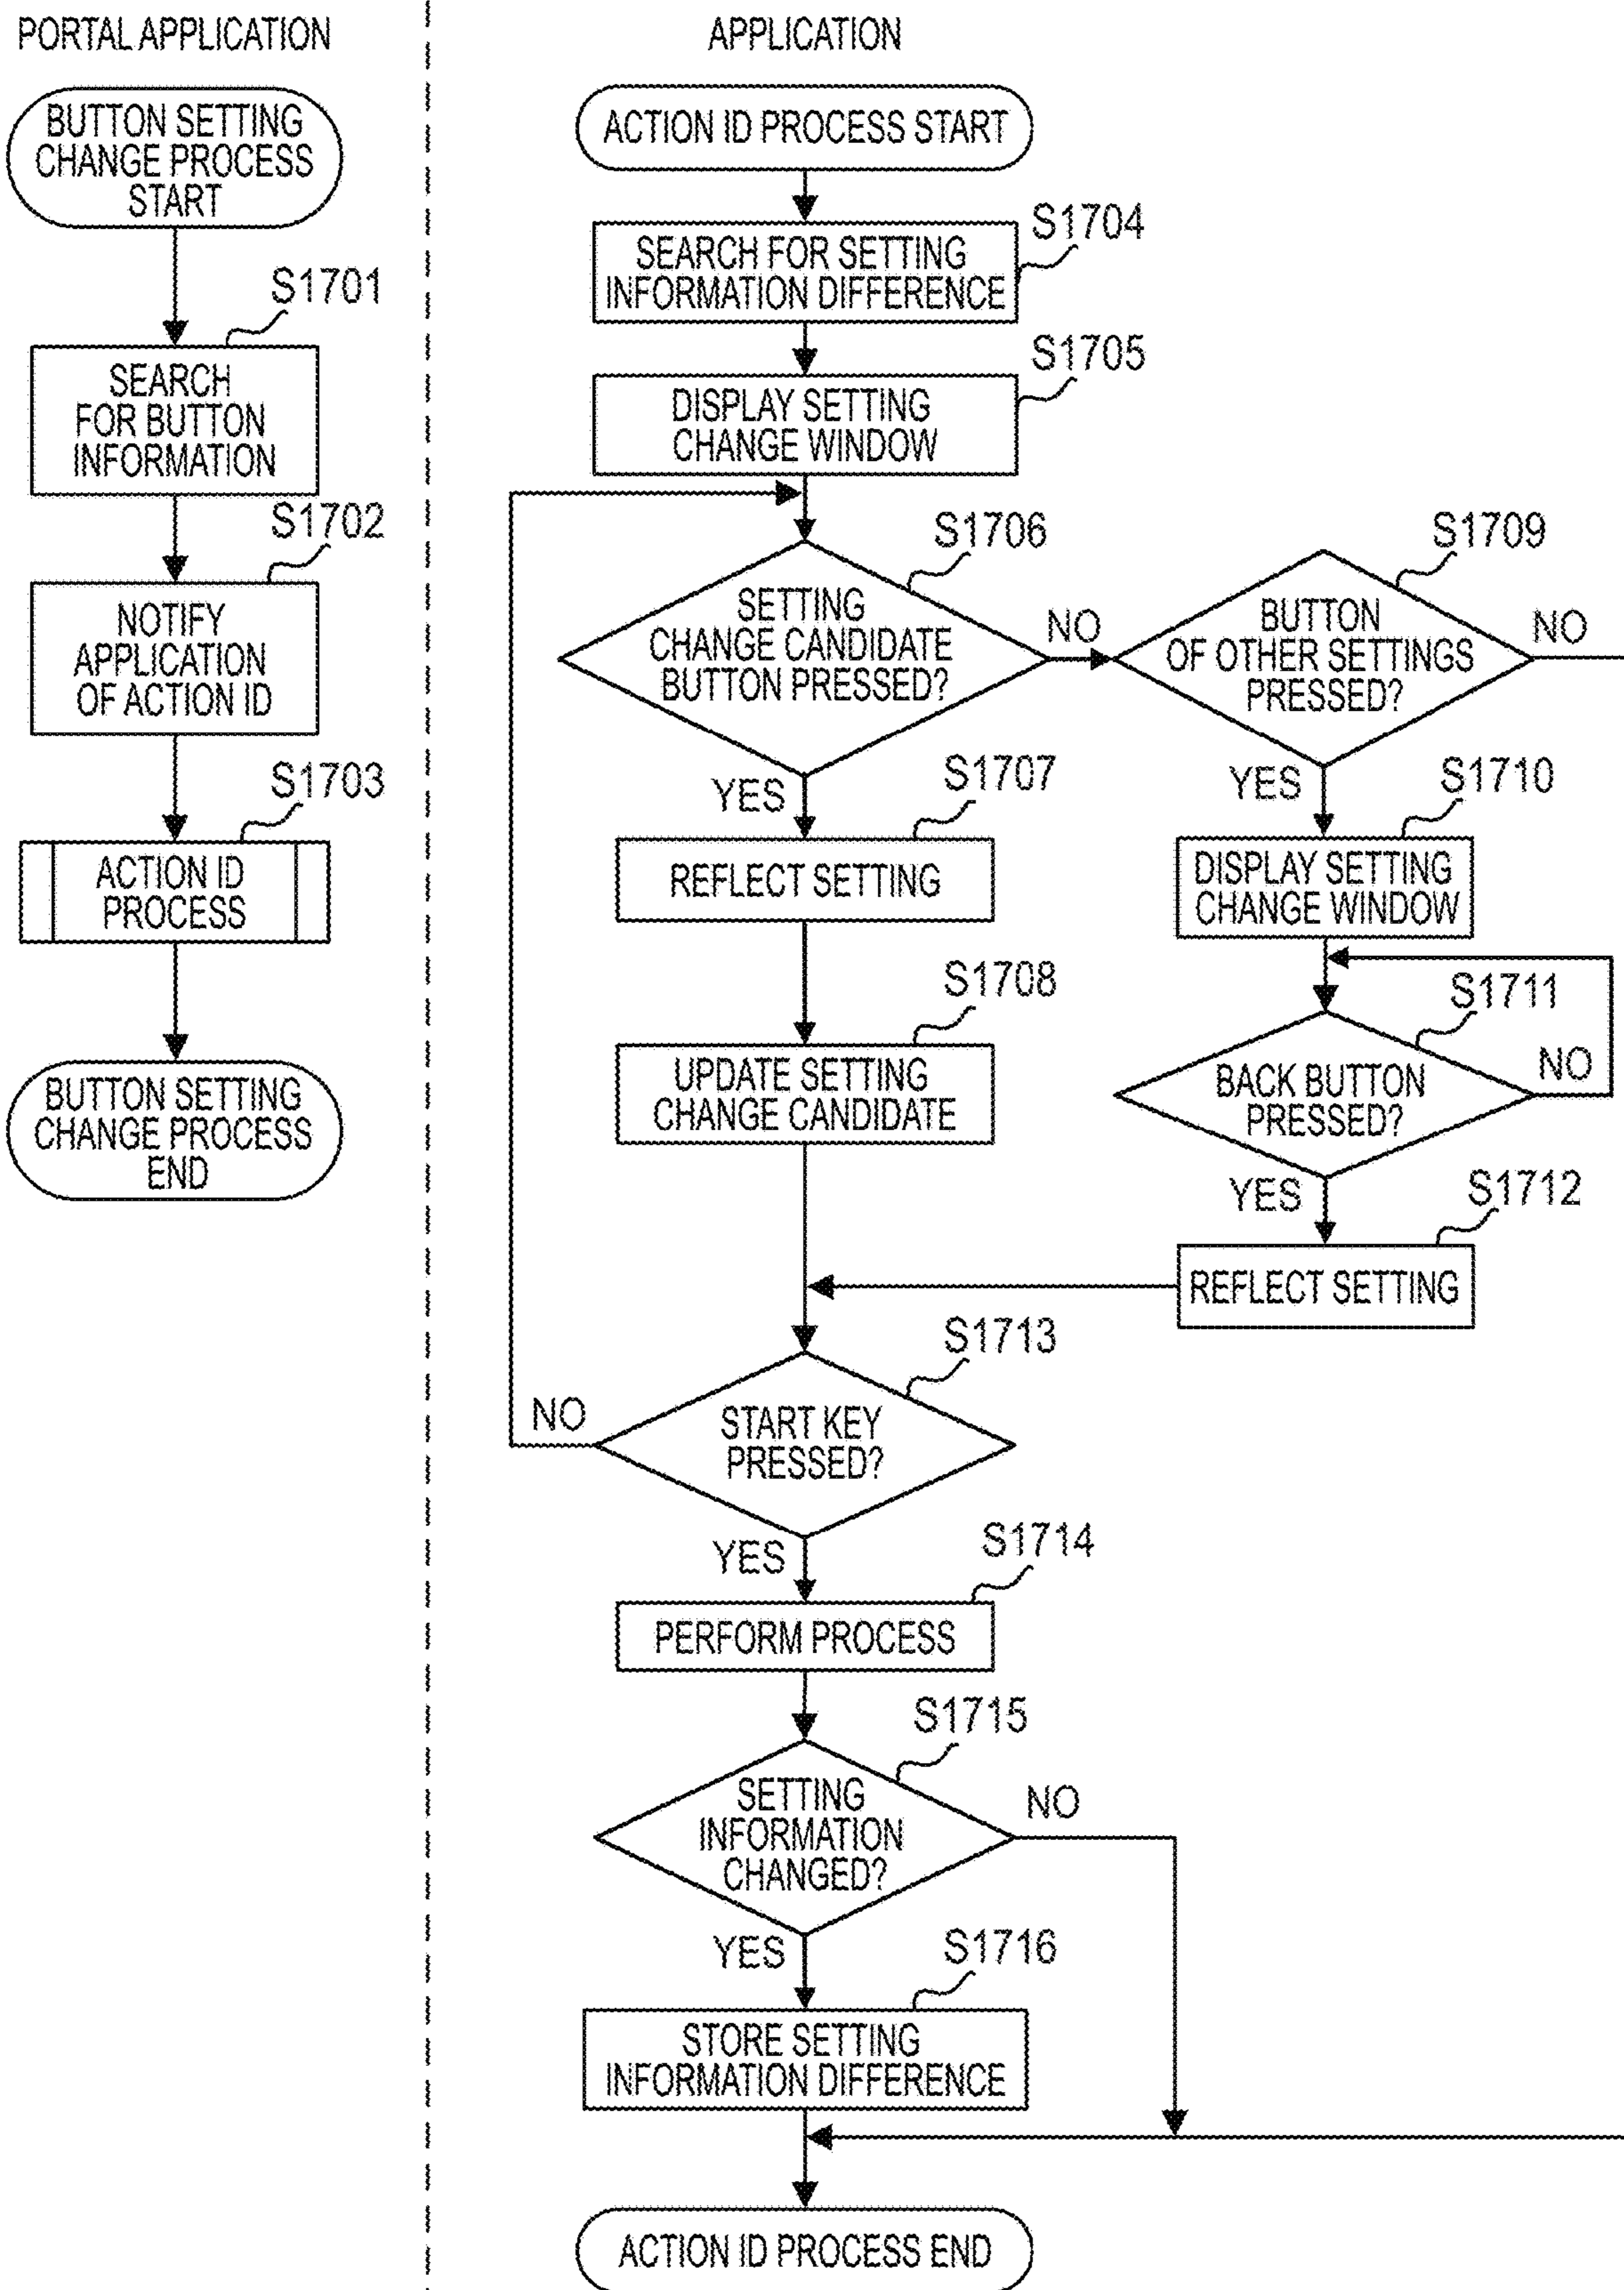 PORTAL APPLICATION
BUTTON SETTING
CHANGE PROCESS
START
S1701
SEARCH
FOR BUTTON
INFORMATION
S1702
NOTIFY
APPLICATION
OF ACTION ID
S1703
ACTION ID
PROCESS
BUTTON SETTING
CHANGE PROCESS
END
APPLICATION
ACTION ID PROCESS START
S1704
SEARCH FOR SETTING
INFORMATION DIFFERENCE
S1705
DISPLAY SETTING
CHANGE WINDOW
S1706
SETTING
CHANGE CANDIDATE
BUTTON PRESSED?
NO
YES
S1707
REFLECT SETTING
S1708
UPDATE SETTING
CHANGE CANDIDATE
S1709
BUTTON
OF OTHER SETTINGS
PRESSED?
NO
YES
S1710
DISPLAY SETTING
CHANGE WINDOW
S1711
BACK BUTTON
PRESSED?
NO
YES
S1712
REFLECT SETTING
S1713
START KEY
PRESSED?
NO
YES
S1714
PERFORM PROCESS
S1715
SETTING
INFORMATION
CHANGED?
NO
YES
S1716
STORE SETTING
INFORMATION DIFFERENCE
ACTION ID PROCESS END